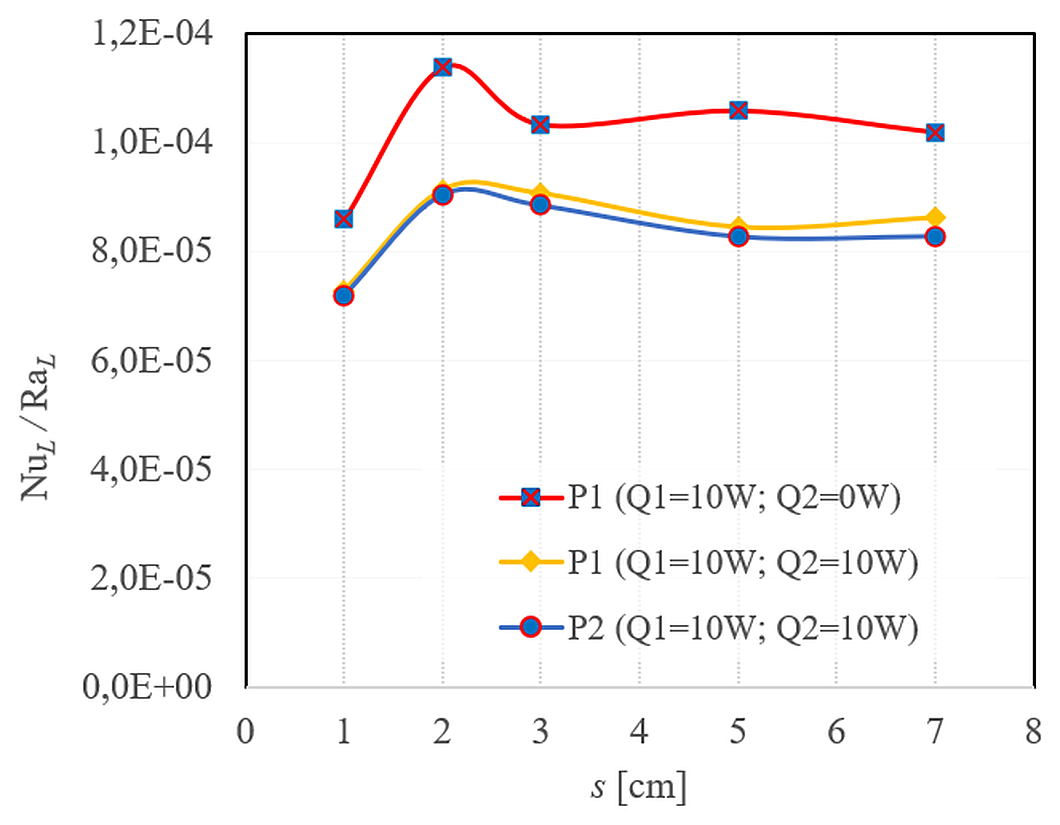 1,2E-04
1,0E-04
8,0E-05
6,0E-05
4,0E-05
2,0E-05
0,0E+00
Nu_L / Ra_L
P1 (Q1=10W; Q2=0W)
P1 (Q1=10W; Q2=10W)
P2 (Q1=10W; Q2=10W)
0 1 2 3 4 5 6 7 8
s [cm]